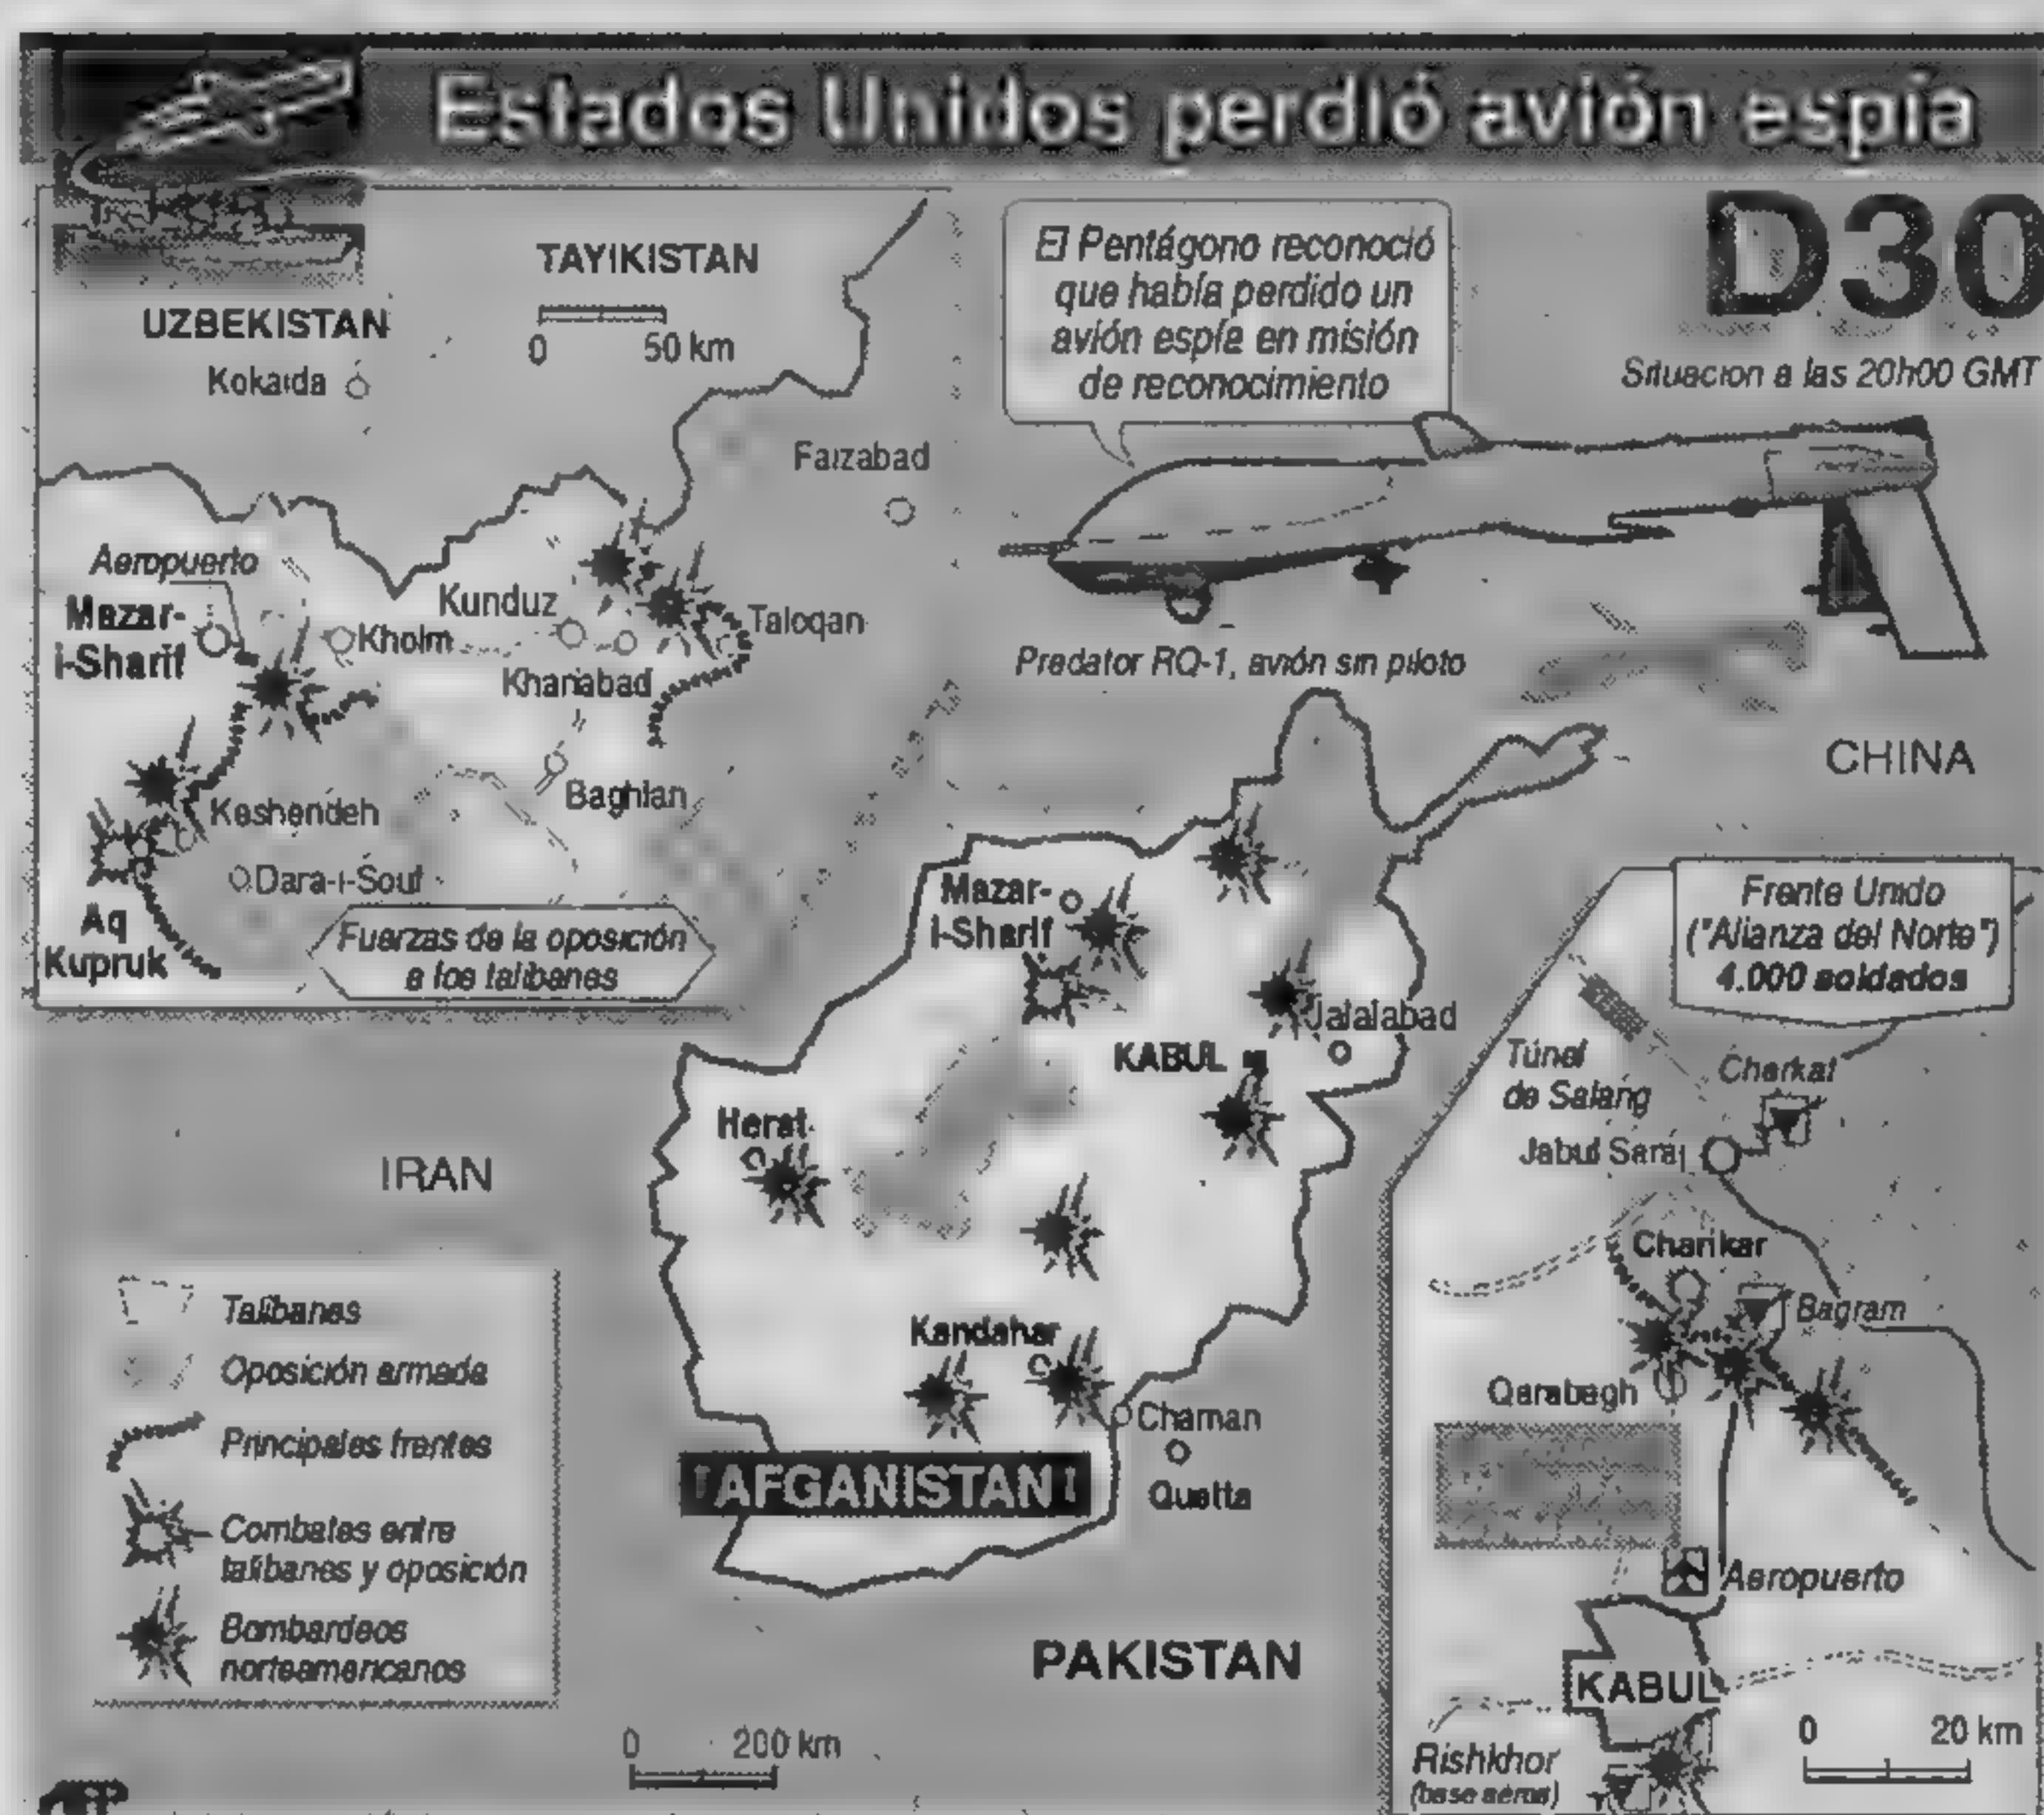 Estados Unidos perdió avión espía
D30
Situacion a las 20h00 GMT
El Pentágono reconoció
que había perdido un
avión espía en misión
de reconocimiento
Predator RQ-1, avión sin piloto
TAYIKISTAN
0 50 km
UZBEKISTAN
Kokaida
Faizabad
Aeropuerto
Mazar-
i-Sharif
Kholm
Kunduz
Khanabad
Taloqan
Baghlan
Keshendeh
Dara-i-Souf
Aq
Kupruk
Fuerzas de la oposición
a los talibanes
CHINA
Mazar-
i-Sharif
Jalalabad
KABUL
Herat
Kandahar
Chaman
Quetta
AFGANISTAN
IRAN
PAKISTAN
0 200 km
Talibanes
Oposición armada
Principales frentes
Combates entre
talibanes y oposición
Bombardeos
norteamericanos
Frente Unido
("Alianza del Norte")
4.000 soldados
Túnel
de Salang
Charkat
Jabul Saraj
Charikar
Bagram
Qarabagh
Aeropuerto
KABUL
0 20 km
Rishkhor
(base aérea)